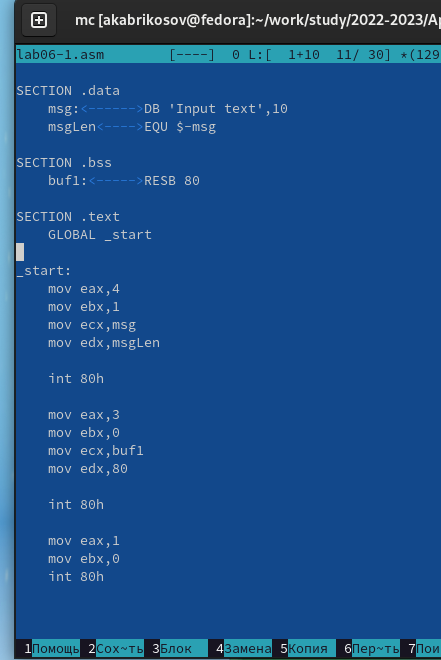 mc [akabrikosov@fedora]:~/work/study/2022-2023/A
lab06-1.asm [----] 0 L:[ 1+10 11/ 30] *(129
SECTION .data
msg:<------>DB 'Input text',10
msgLen<---->EQU $-msg
SECTION .bss
buf1:<----->RESB 80
SECTION .text
GLOBAL _start
_start:
mov eax,4
mov ebx,1
mov ecx,msg
mov edx,msgLen
int 80h
mov eax,3
mov ebx,0
mov ecx,buf1
mov edx,80
int 80h
mov eax,1
mov ebx,0
int 80h
1Помощь 2Сох~ть 3Блок 4Замена 5Копия 6Пер~ть 7Пои